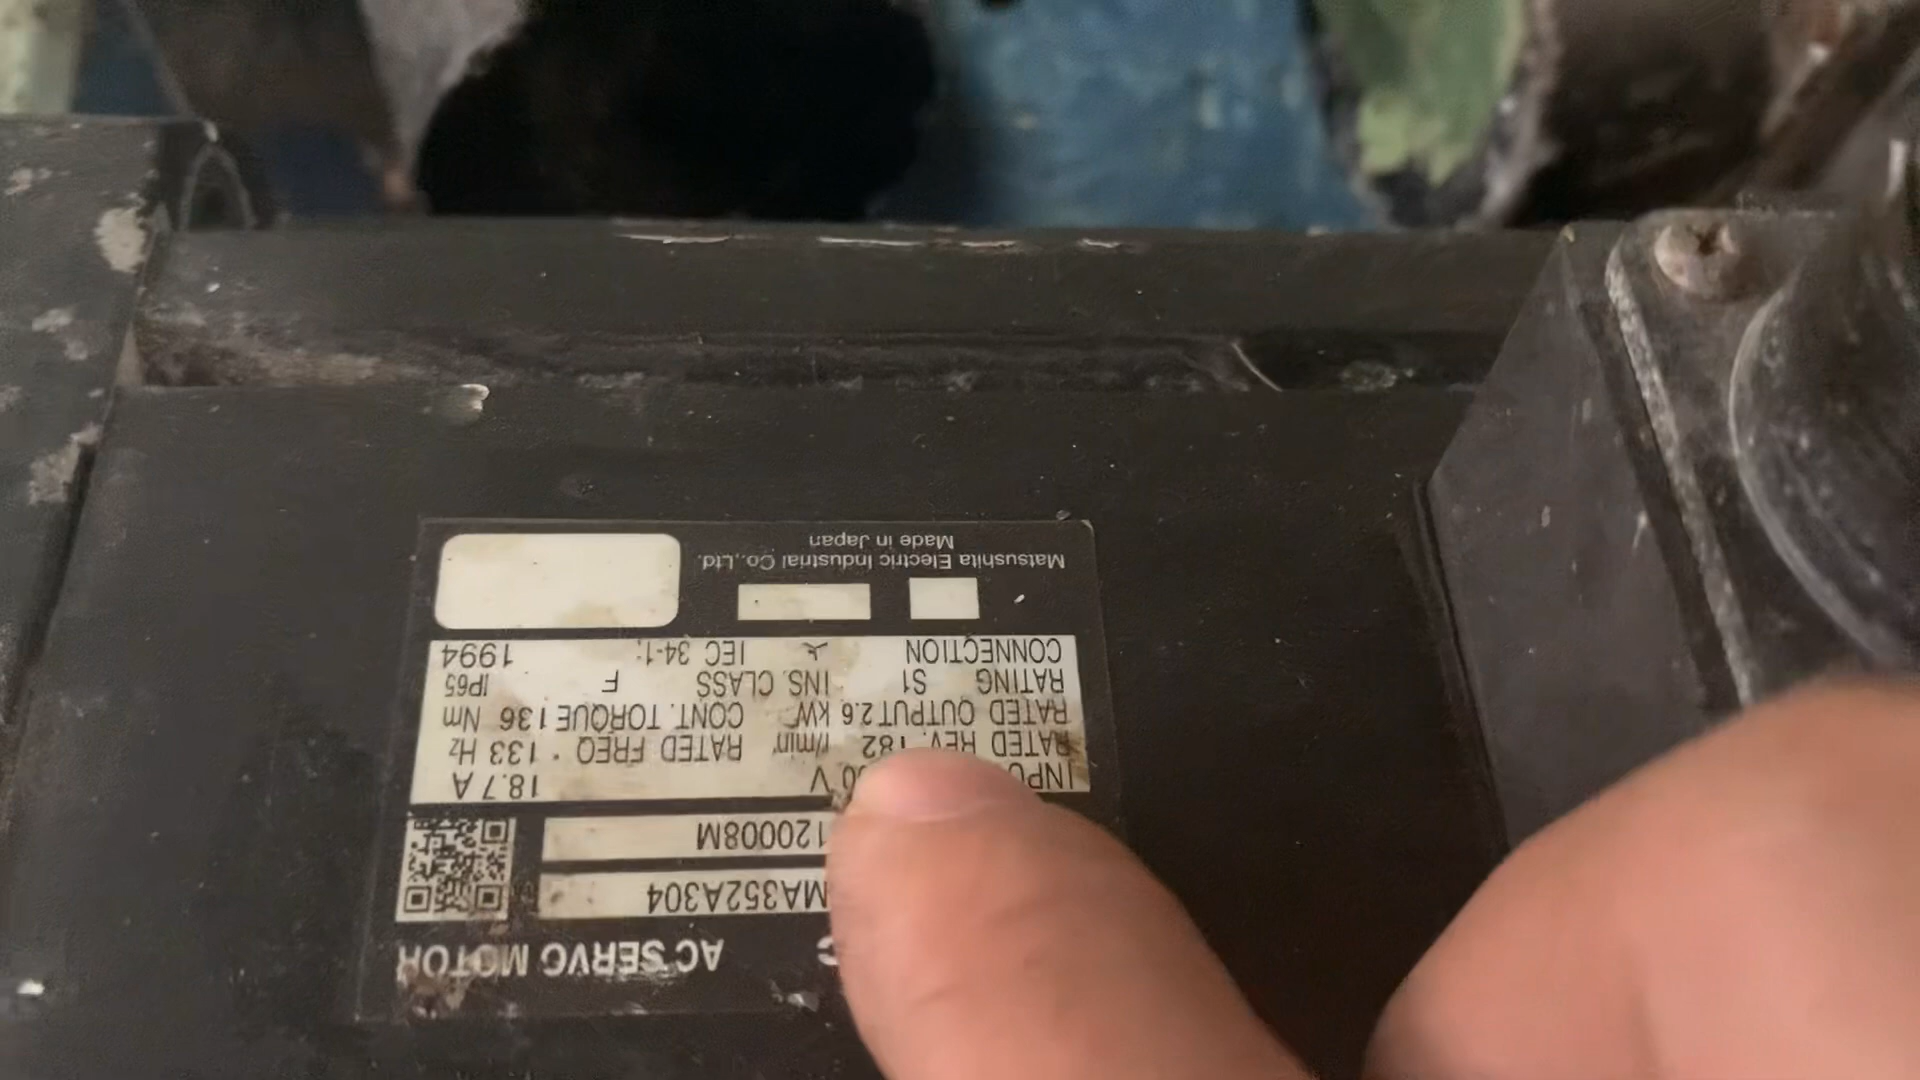 AC SERVO MOTOR
MA352A304
120008M
V 18.7 A
RATED REV. 182 r/min RATED FREQ. 133 Hz
RATED OUTPUT 2.6 kW CONT. TORQUE 136 Nm
RATING S1 INS. CLASS F IP65
CONNECTION 人 IEC 34-1: 1994
Matsushita Electric Industrial Co.,Ltd.
Made in Japan